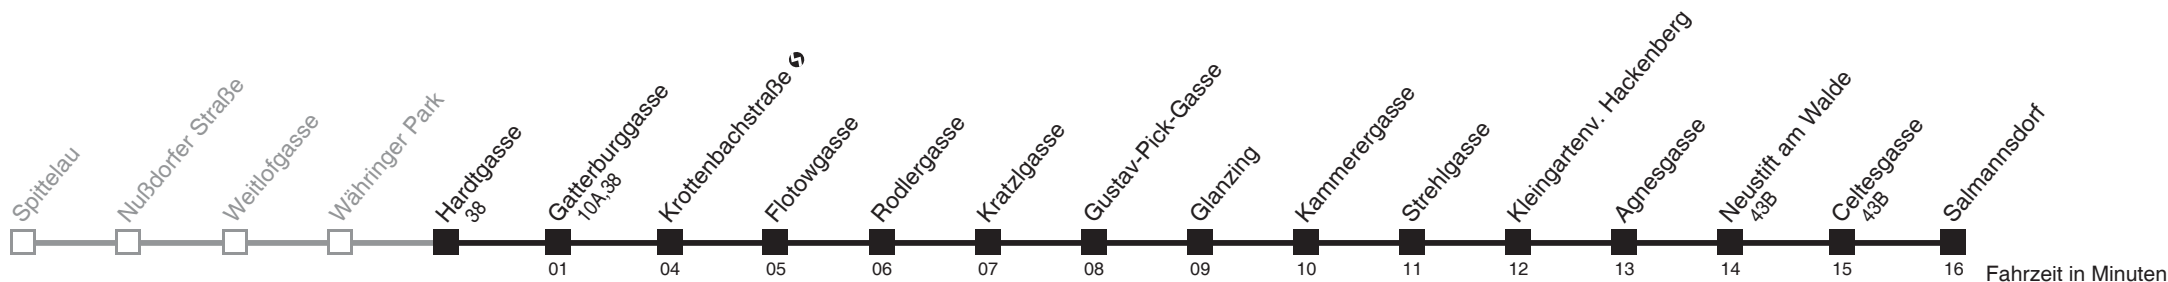 Spittelau
Nußdorfer Straße
Weitlofgasse
Währinger Park
Hardtgasse
38
Gatterburggasse
10A,38
Krottenbachstraße
Flotowgasse
Rodlergasse
Kratzlgasse
Gustav-Pick-Gasse
Glanzing
Kammerergasse
Strehlgasse
Kleingartenv. Hackenberg
Agnesgasse
Neustift am Walde
43B
Celtesgasse
43B
Salmannsdorf
01
04
05
06
07
08
09
10
11
12
13
14
15
16
Fahrzeit in Minuten